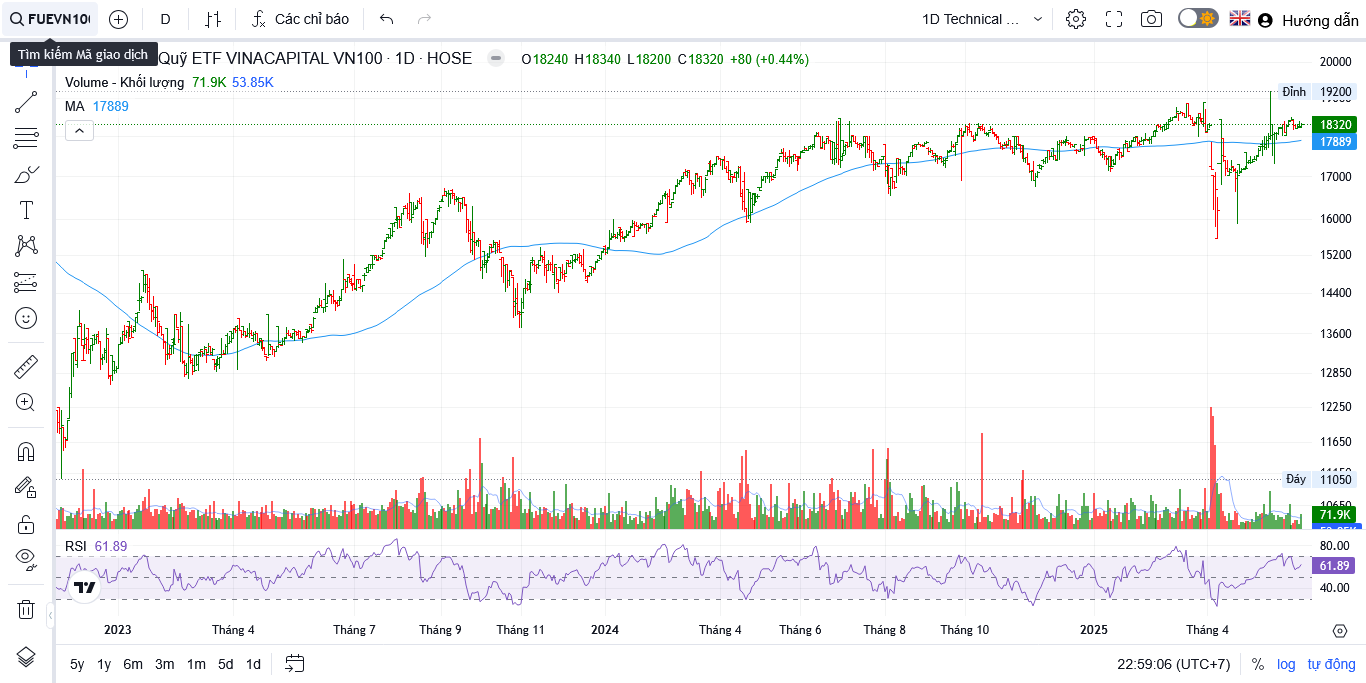 FUEVN100
D
Các chỉ báo
1D Technical ...
Hướng dẫn
Tìm kiếm Mã giao dịch
Quỹ ETF VINACAPITAL VN100 · 1D · HOSE
O18240 H18340 L18200 C18320 +80 (+0.44%)
Volume - Khối lượng 71.9K 53.85K
MA 17889
20000
Đỉnh 19200
18320
17889
17000
16000
15200
14400
13600
12850
12250
11650
Đáy 11050
10650
71.9K
RSI 61.89
80.00
61.89
40.00
2023 Tháng 4 Tháng 7 Tháng 9 Tháng 11 2024 Tháng 4 Tháng 6 Tháng 8 Tháng 10 2025 Tháng 4
5y 1y 6m 3m 1m 5d 1d
22:59:06 (UTC+7) % log tự động